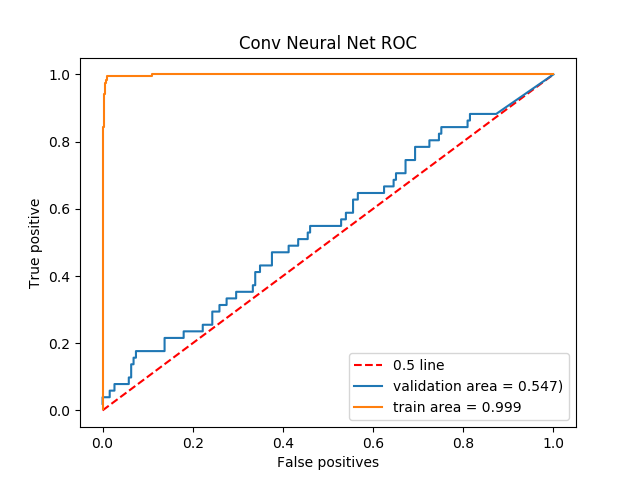 Conv Neural Net ROC
True positive
1.0
0.8
0.6
0.4
0.2
0.0
0.5 line
validation area = 0.547)
train area = 0.999
0.0 0.2 0.4 0.6 0.8 1.0
False positives